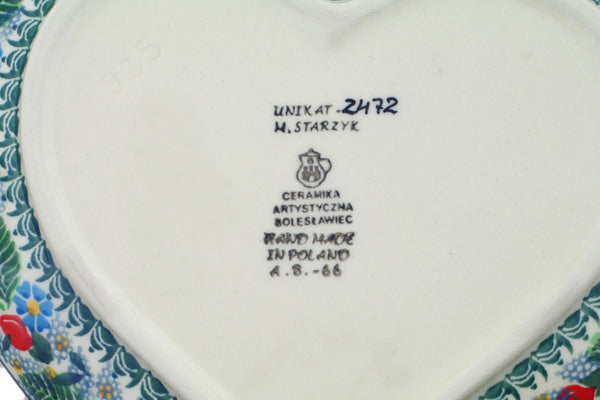 UNIKAT-2472
M. STARZYK
CERAMIKA
ARTYSTYCZNA
BOLESŁAWIEC
HAND MADE
IN POLAND
A.B.-66